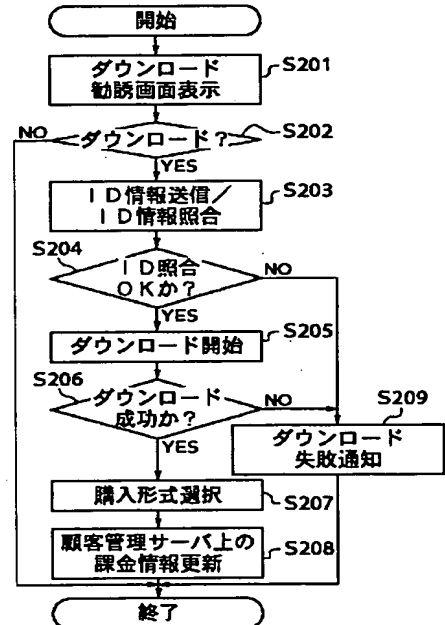 開始
ダウンロード
勧誘画面表示
S201
ダウンロード？
S202
NO
YES
ＩＤ情報送信／
ＩＤ情報照合
S203
S204
ＩＤ照合
ＯＫか？
NO
YES
ダウンロード開始
S205
S206
ダウンロード
成功か？
NO
YES
S209
ダウンロード
失敗通知
購入形式選択
S207
顧客管理サーバ上の
課金情報更新
S208
終了